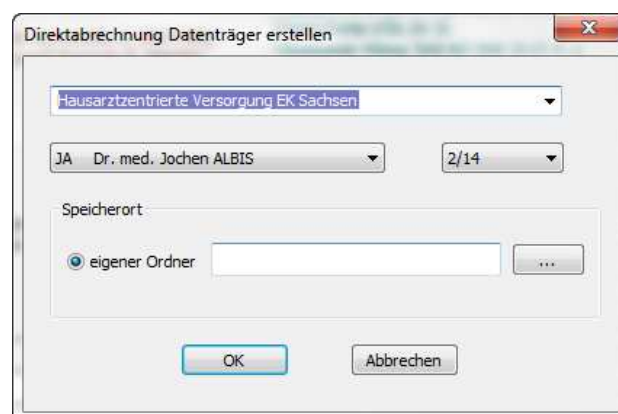 Direktabrechnung Datenträger erstellen
Hausarztzentrierte Versorgung EK Sachsen
JA Dr. med. Jochen ALBIS 2/14
Speicherort
eigener Ordner ...
OK Abbrechen